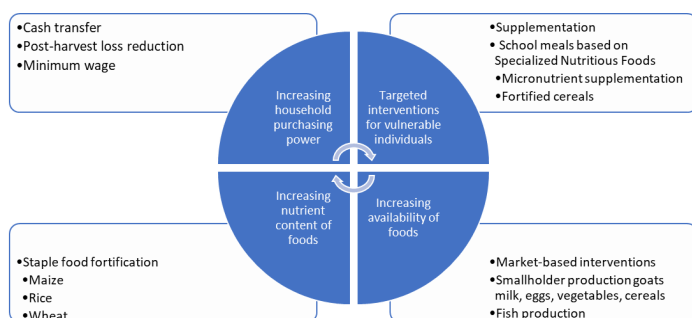 •Cash transfer
•Post-harvest loss reduction
•Minimum wage
•Supplementation
• School meals based on
Specialized Nutritious Foods
•Micronutrient supplementation
•Fortified cereals
Increasing
household
purchasing
power
Targeted
interventions
for vulnerable
individuals
Increasing
nutrient
content of
foods
Increasing
availability of
foods
•Staple food fortification
•Maize
•Rice
•Wheat
•Market-based interventions
•Smallholder production goats
milk, eggs, vegetables, cereals
•Fish production